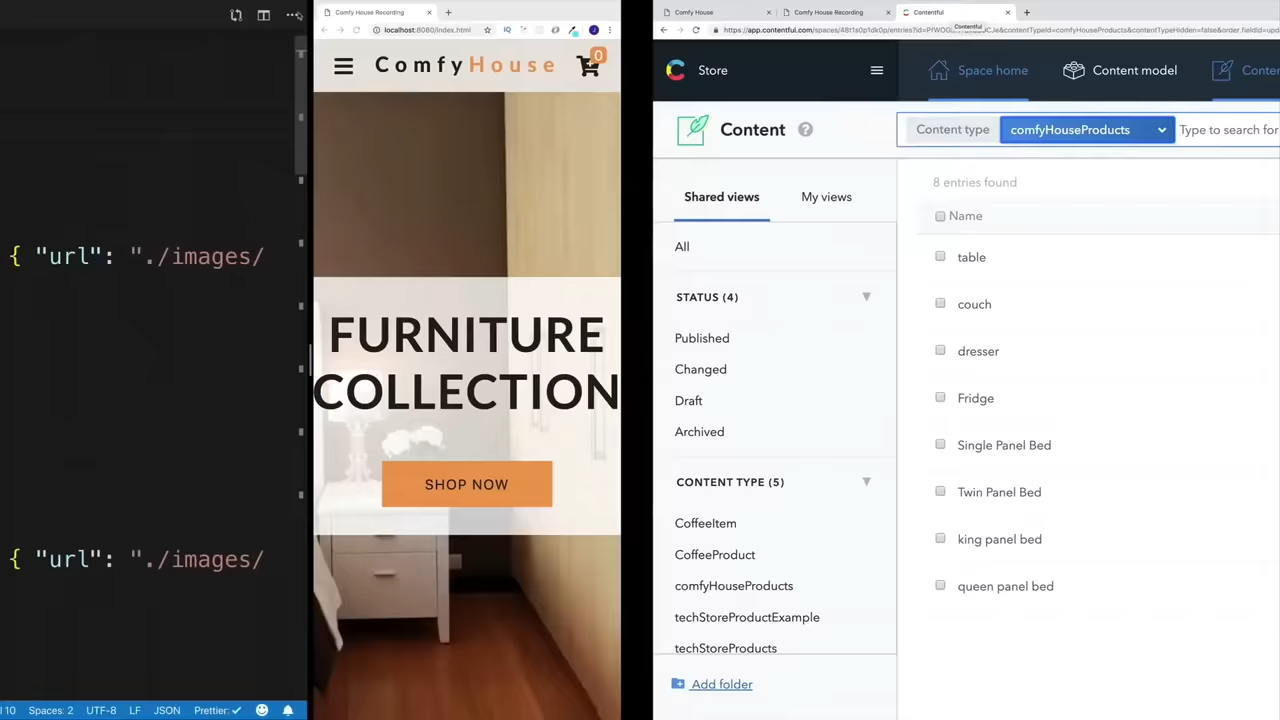 { "url": "./images/
{ "url": "./images/
10 Spaces: 2 UTF-8 LF JSON Prettier: ✓
Comfy House Recording
localhost:8080/index.html
ComfyHouse
0
FURNITURE
COLLECTION
SHOP NOW
Comfy House
Comfy House Recording
Contentful
Contentful
Store
Space home
Content model
Content
Content type
comfyHouseProducts
Type to search for
Shared views
My views
All
STATUS (4)
Published
Changed
Draft
Archived
CONTENT TYPE (5)
CoffeeItem
CoffeeProduct
comfyHouseProducts
techStoreProductExample
techStoreProducts
Add folder
8 entries found
Name
table
couch
dresser
Fridge
Single Panel Bed
Twin Panel Bed
king panel bed
queen panel bed